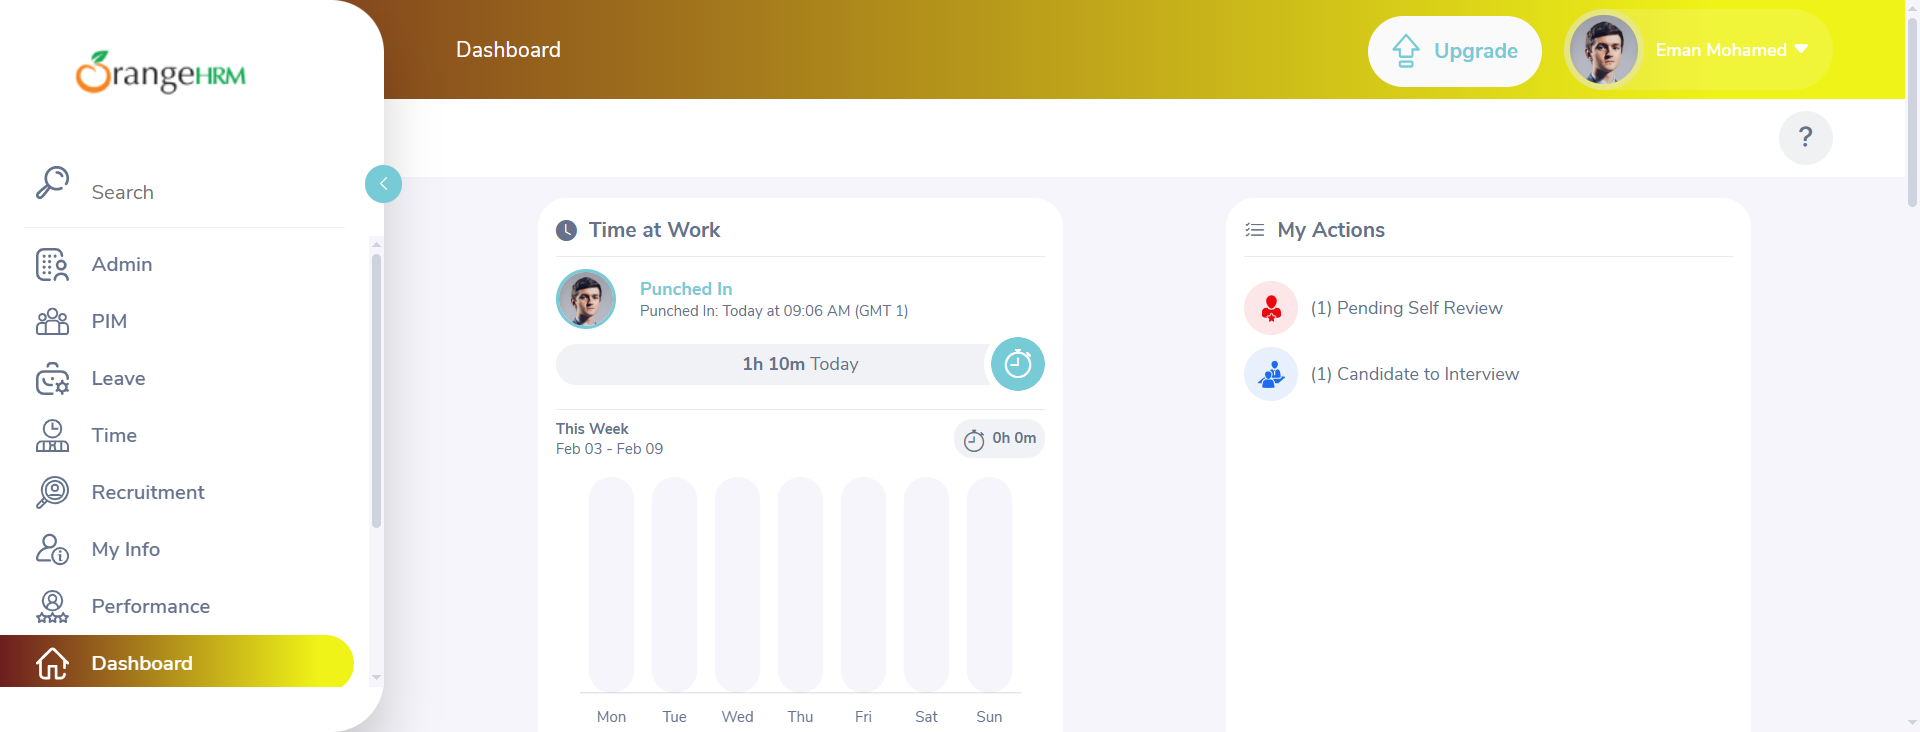 OrangeHRM
Dashboard
Upgrade
Eman Mohamed
?
Search
Admin
PIM
Leave
Time
Recruitment
My Info
Performance
Dashboard
Time at Work
Punched In
Punched In: Today at 09:06 AM (GMT 1)
1h 10m Today
This Week
Feb 03 - Feb 09
0h 0m
Mon Tue Wed Thu Fri Sat Sun
My Actions
(1) Pending Self Review
(1) Candidate to Interview